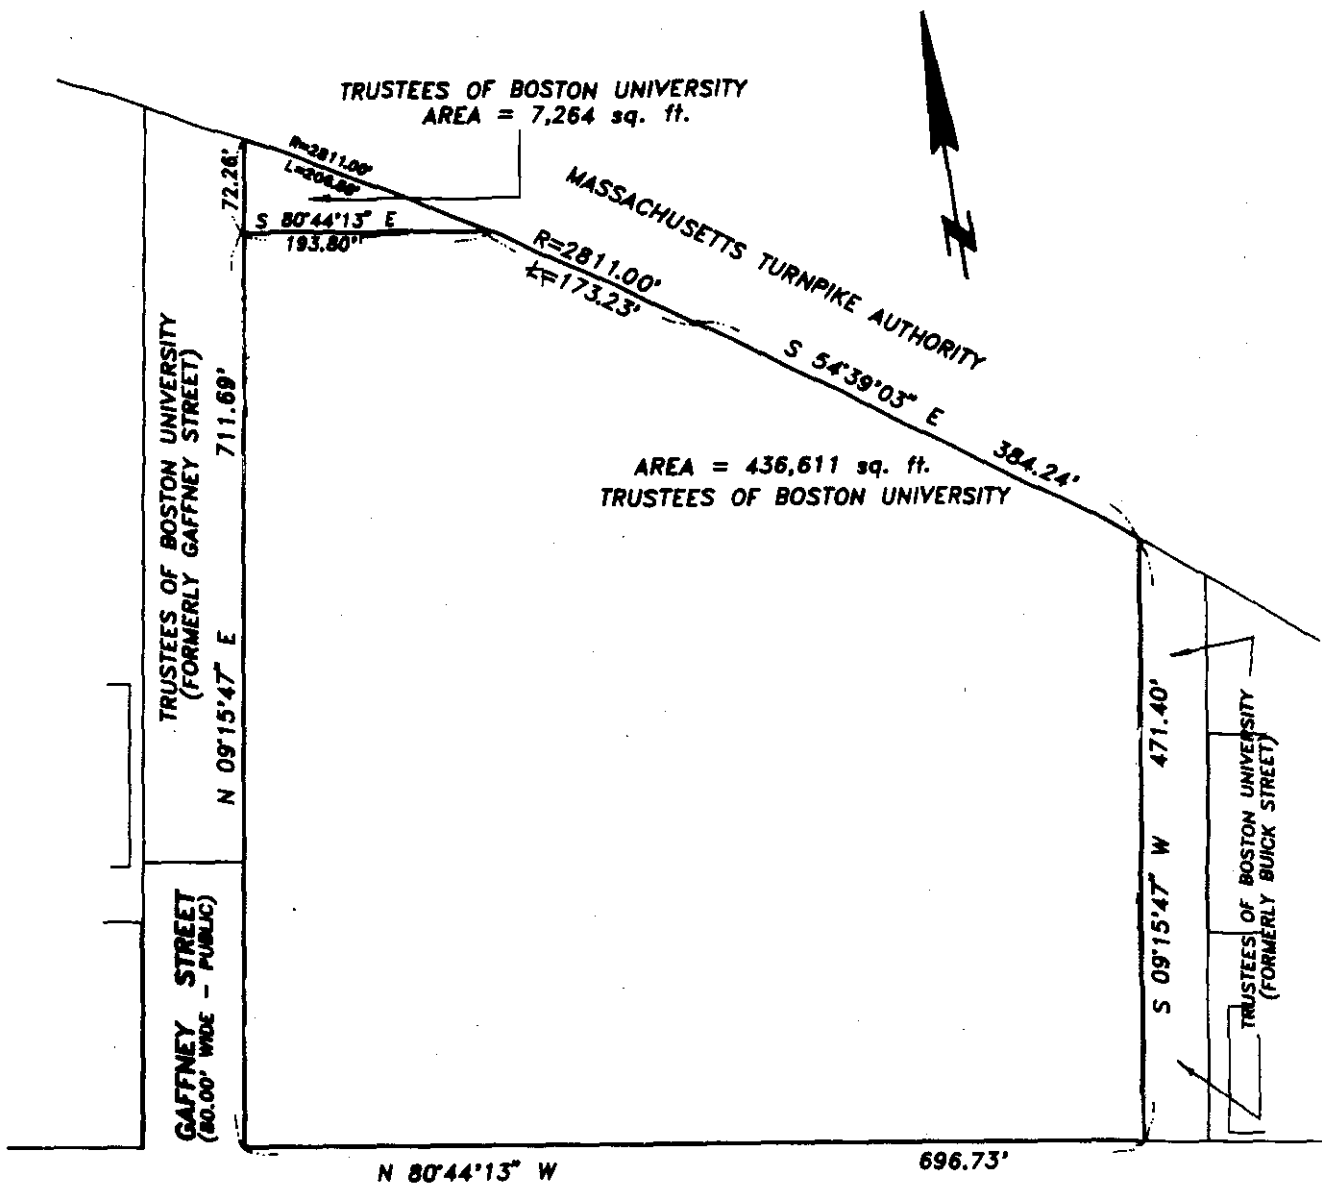 TRUSTEES OF BOSTON UNIVERSITY
AREA = 7,264 sq. ft.
R=2811.00'
72.26'
S 80°44'13" E
193.80'
MASSACHUSETTS TURNPIKE AUTHORITY
R=2811.00'
L=173.23'
S 54°39'03" E 384.24'
AREA = 436,611 sq. ft.
TRUSTEES OF BOSTON UNIVERSITY
TRUSTEES OF BOSTON UNIVERSITY
(FORMERLY GAFFNEY STREET)
N 09°15'47" E 711.69'
GAFFNEY STREET
(80.00' WIDE - PUBLIC)
S 09°15'47" W 471.40'
TRUSTEES OF BOSTON UNIVERSITY
(FORMERLY BUICK STREET)
N 80°44'13" W 696.73'